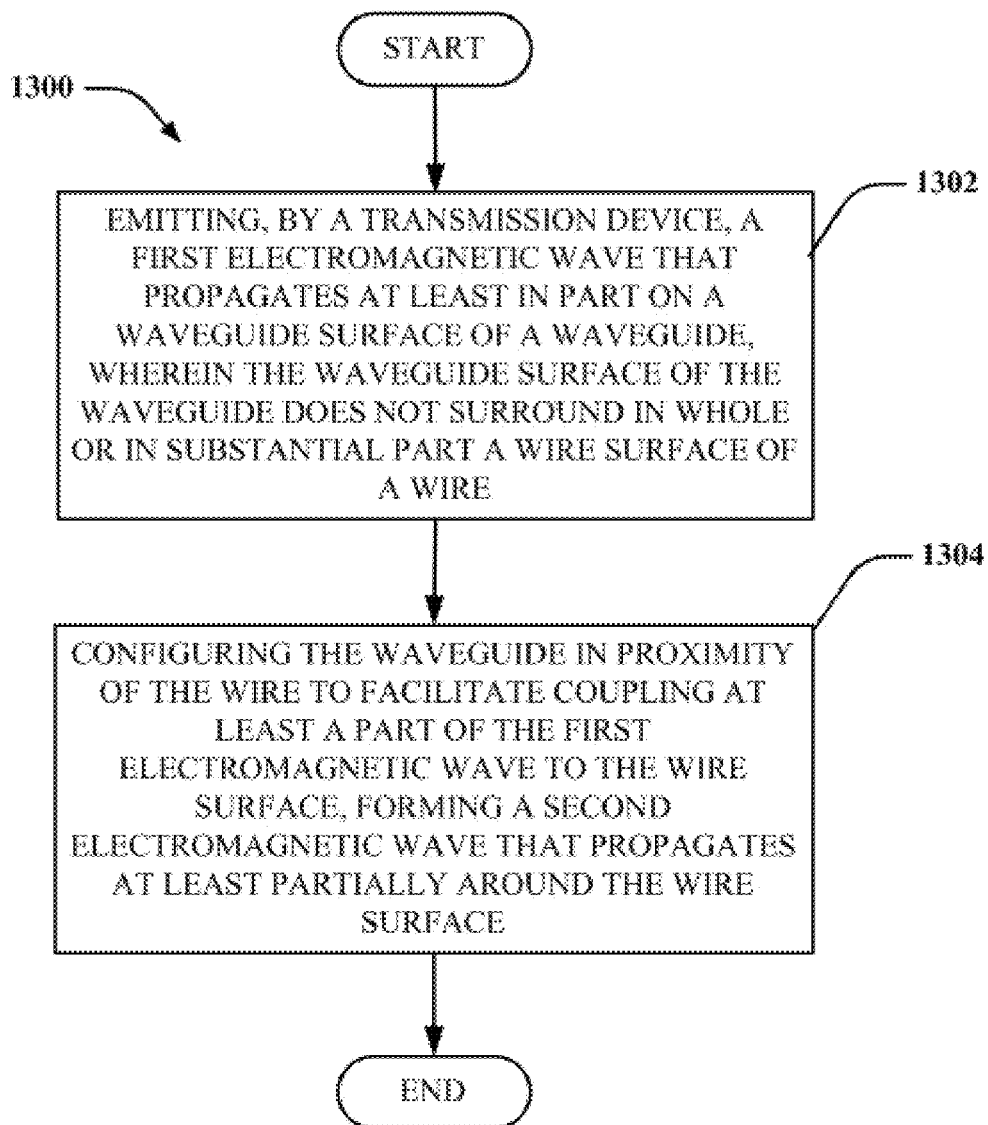 START
1300
1302
EMITTING, BY A TRANSMISSION DEVICE, A
FIRST ELECTROMAGNETIC WAVE THAT
PROPAGATES AT LEAST IN PART ON A
WAVEGUIDE SURFACE OF A WAVEGUIDE,
WHEREIN THE WAVEGUIDE SURFACE OF THE
WAVEGUIDE DOES NOT SURROUND IN WHOLE
OR IN SUBSTANTIAL PART A WIRE SURFACE OF
A WIRE
1304
CONFIGURING THE WAVEGUIDE IN PROXIMITY
OF THE WIRE TO FACILITATE COUPLING AT
LEAST A PART OF THE FIRST
ELECTROMAGNETIC WAVE TO THE WIRE
SURFACE, FORMING A SECOND
ELECTROMAGNETIC WAVE THAT PROPAGATES
AT LEAST PARTIALLY AROUND THE WIRE
SURFACE
END